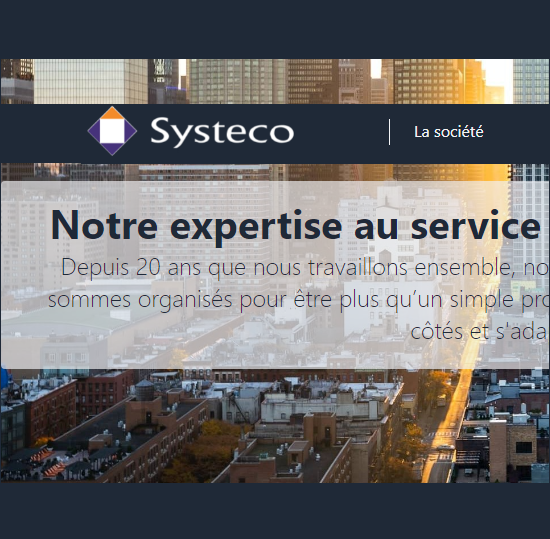 Systeco
La société
Notre expertise au service
Depuis 20 ans que nous travaillons ensemble, no
sommes organisés pour être plus qu’un simple pro
côtés et s'ada